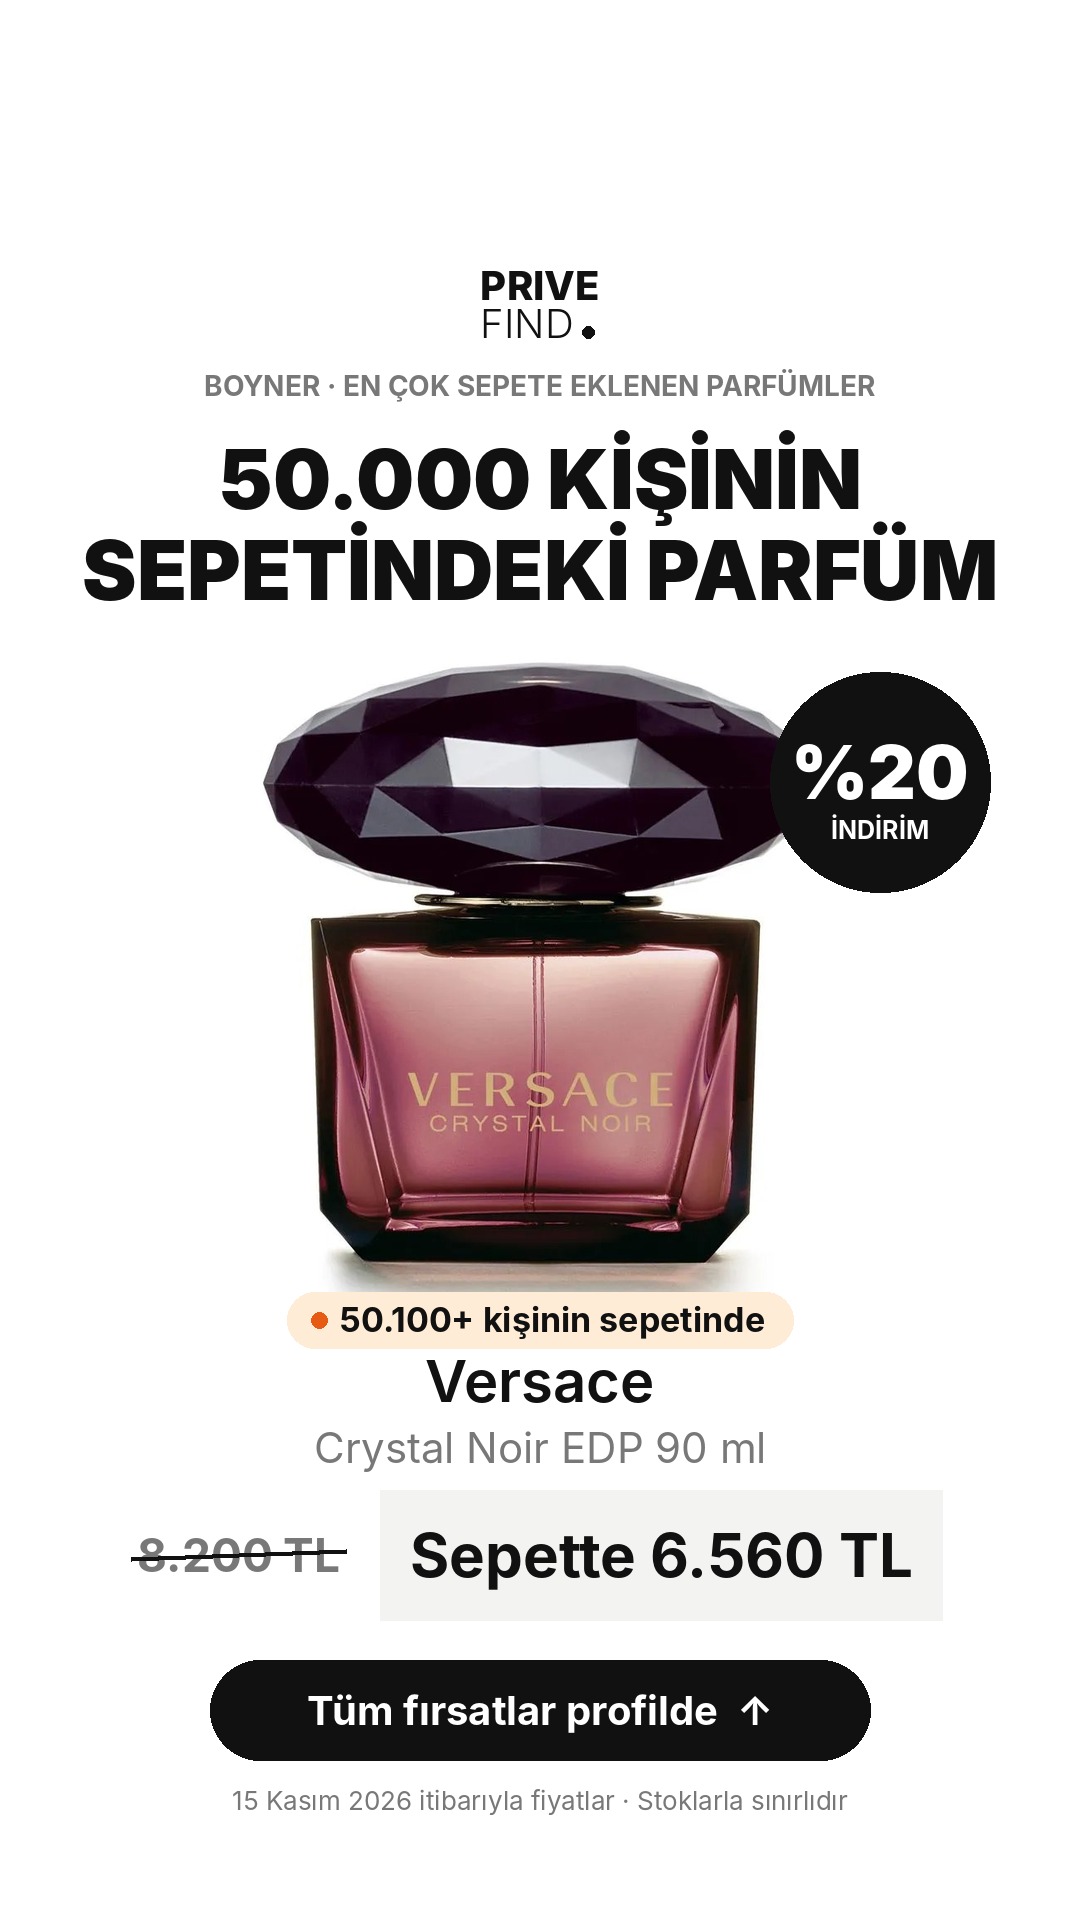 PRIVE
FIND.
BOYNER · EN ÇOK SEPETE EKLENEN PARFÜMLER
50.000 KİŞİNİN
SEPETİNDEKİ PARFÜM
%20
İNDİRİM
VERSACE
CRYSTAL NOIR
50.100+ kişinin sepetinde
Versace
Crystal Noir EDP 90 ml
8.200 TL Sepette 6.560 TL
Tüm fırsatlar profilde ↑
15 Kasım 2026 itibarıyla fiyatlar · Stoklarla sınırlıdır